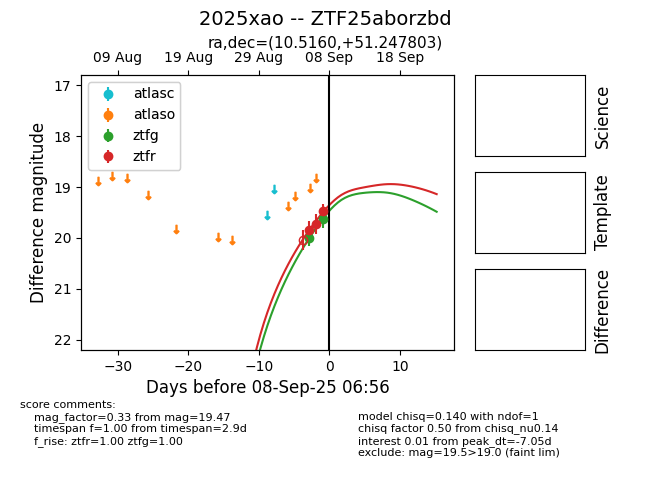 2025xao -- ZTF25aborzbd
ra,dec=(10.5160,+51.247803)
09 Aug 19 Aug 29 Aug 08 Sep 18 Sep
atlasc
atlaso
ztfg
ztfr
17
18
19
20
21
22
Difference magnitude
−30 −20 −10 0 10
Days before 08-Sep-25 06:56
Science
Template
Difference
score comments:
mag_factor=0.33 from mag=19.47
timespan f=1.00 from timespan=2.9d
f_rise: ztfr=1.00 ztfg=1.00
model chisq=0.140 with ndof=1
chisq factor 0.50 from chisq_nu0.14
interest 0.01 from peak_dt=-7.05d
exclude: mag=19.5>19.0 (faint lim)